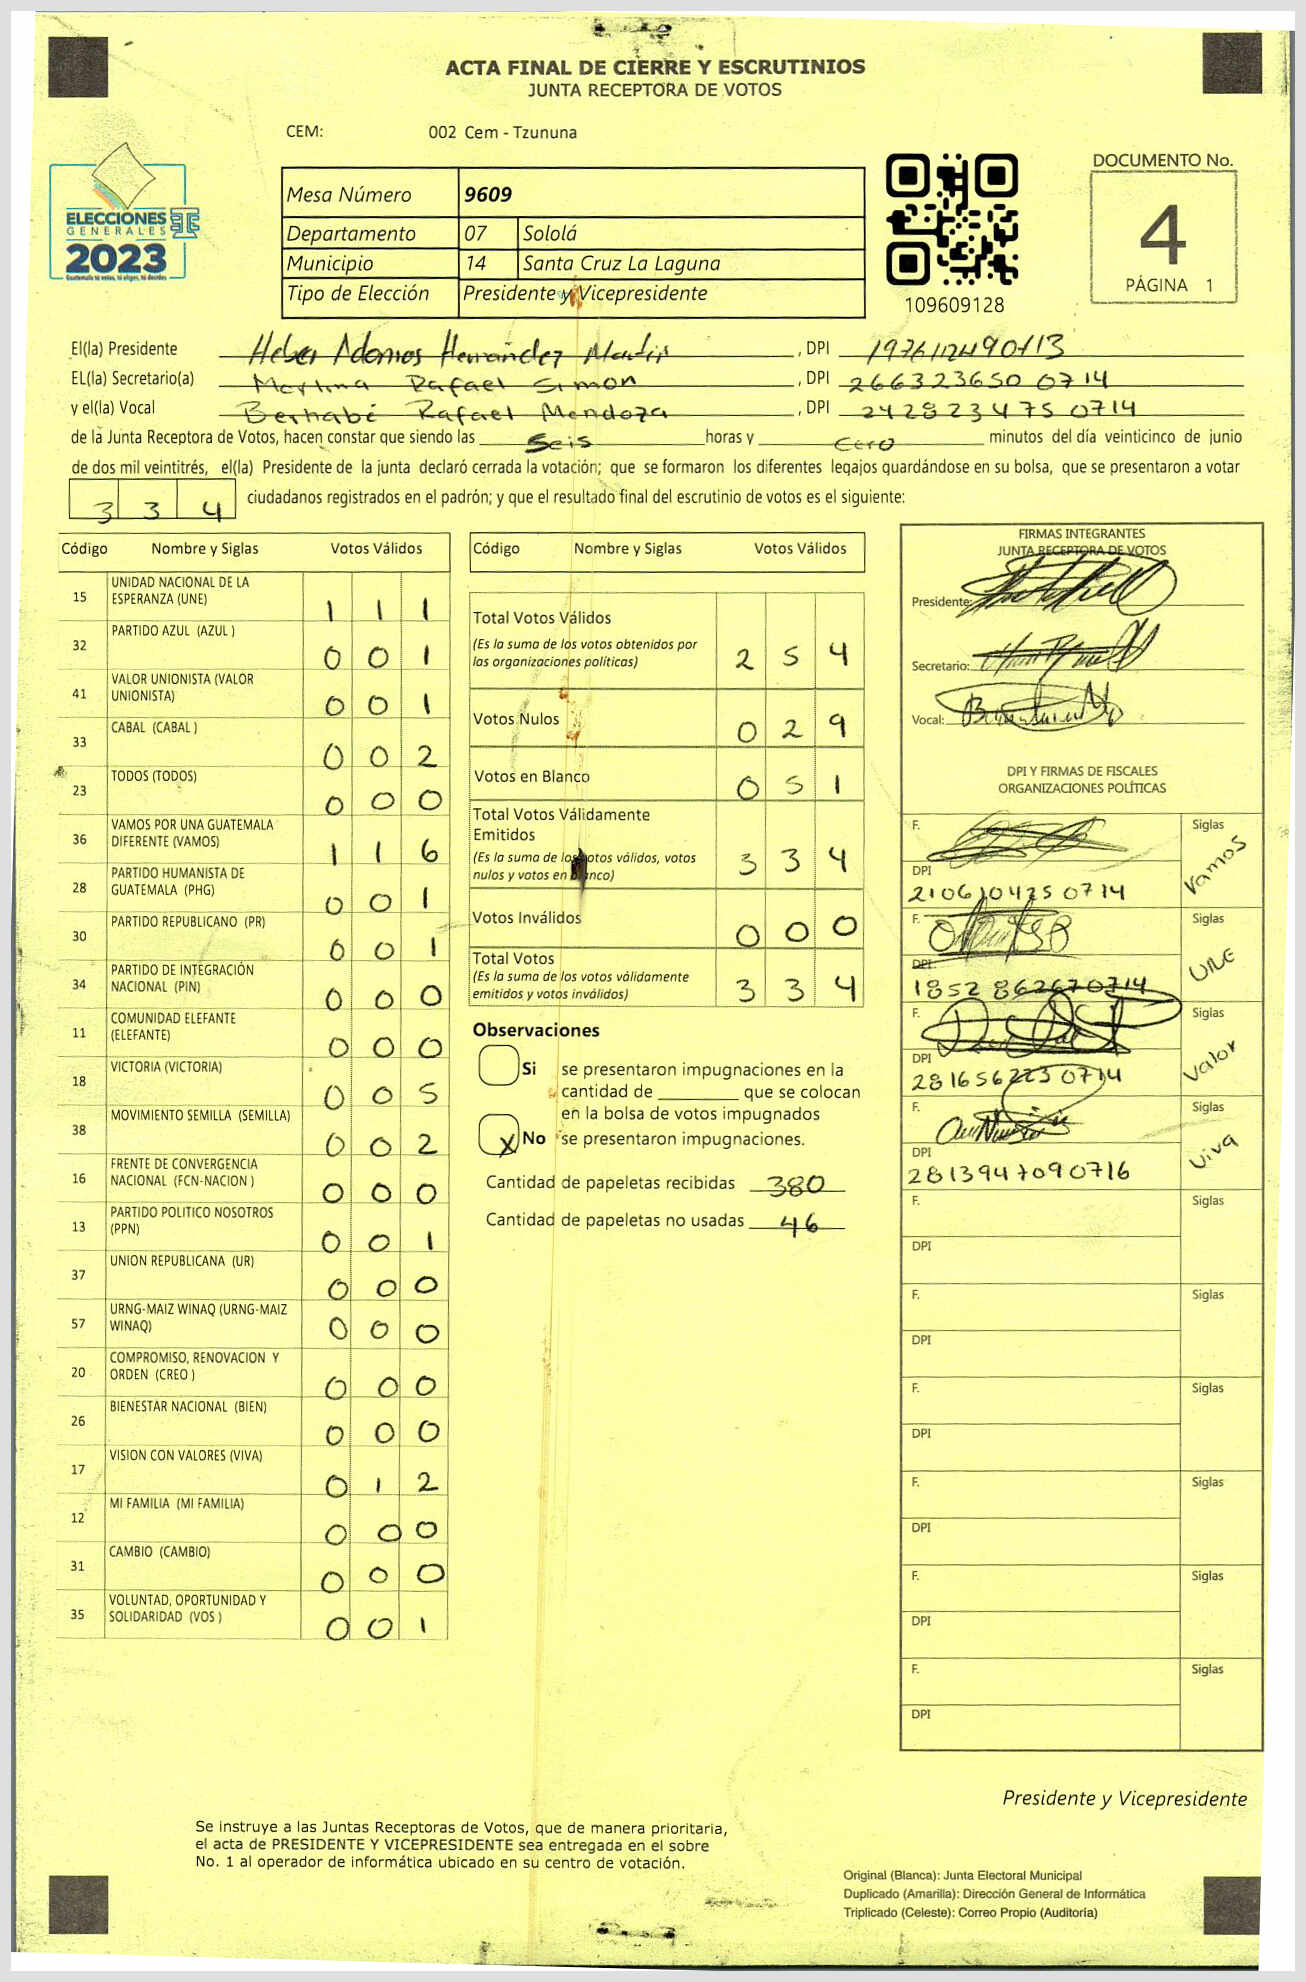 ACTA FINAL DE CIERRE Y ESCRUTINIOS
JUNTA RECEPTORA DE VOTOS
CEM: 002 Cem - Tzununa
DOCUMENTO No.
4
PÁGINA 1
ELECCIONES
GENERALES
2023
Guatemala tú votas, tú eliges, tú decides
Mesa Número 9609
Departamento 07 Sololá
Municipio 14 Santa Cruz La Laguna
Tipo de Elección Presidente y Vicepresidente
109609128
El(la) Presidente Heber Hernández , DPI
EL(la) Secretario(a) Martina Rafael Simon , DPI 266323650 0714
y el(la) Vocal Bernabé Rafael Mendoza , DPI 242823475 0714
de la Junta Receptora de Votos, hacen constar que siendo las Seis horas y Cero minutos del día veinticinco de junio
de dos mil veintitrés, el(la) Presidente de la junta declaró cerrada la votación; que se formaron los diferentes legajos guardándose en su bolsa, que se presentaron a votar
3 3 4 ciudadanos registrados en el padrón; y que el resultado final del escrutinio de votos es el siguiente:
Código Nombre y Siglas Votos Válidos
15 UNIDAD NACIONAL DE LA ESPERANZA (UNE) 1 1 1
32 PARTIDO AZUL (AZUL ) 0 0 1
41 VALOR UNIONISTA (VALOR UNIONISTA) 0 0 1
33 CABAL (CABAL ) 0 0 2
23 TODOS (TODOS) 0 0 0
36 VAMOS POR UNA GUATEMALA DIFERENTE (VAMOS) 1 1 6
28 PARTIDO HUMANISTA DE GUATEMALA (PHG) 0 0 1
30 PARTIDO REPUBLICANO (PR) 0 0 1
34 PARTIDO DE INTEGRACIÓN NACIONAL (PIN) 0 0 0
11 COMUNIDAD ELEFANTE (ELEFANTE) 0 0 0
18 VICTORIA (VICTORIA) 0 0 5
38 MOVIMIENTO SEMILLA (SEMILLA) 0 0 2
16 FRENTE DE CONVERGENCIA NACIONAL (FCN-NACION ) 0 0 0
13 PARTIDO POLITICO NOSOTROS (PPN) 0 0 1
37 UNION REPUBLICANA (UR) 0 0 0
57 URNG-MAIZ WINAQ (URNG-MAIZ WINAQ) 0 0 0
20 COMPROMISO, RENOVACION Y ORDEN (CREO ) 0 0 0
26 BIENESTAR NACIONAL (BIEN) 0 0 0
17 VISION CON VALORES (VIVA) 0 1 2
12 MI FAMILIA (MI FAMILIA) 0 0 0
31 CAMBIO (CAMBIO) 0 0 0
35 VOLUNTAD, OPORTUNIDAD Y SOLIDARIDAD (VOS ) 0 0 1
Código Nombre y Siglas Votos Válidos
Total Votos Válidos
(Es la suma de los votos obtenidos por
las organizaciones políticas) 2 5 4
Votos Nulos 0 2 9
Votos en Blanco 0 5 1
Total Votos Válidamente
Emitidos
(Es la suma de los votos válidos, votos
nulos y votos en blanco) 3 3 4
Votos Inválidos 0 0 0
Total Votos
(Es la suma de los votos válidamente
emitidos y votos inválidos) 3 3 4
Observaciones
Si se presentaron impugnaciones en la
cantidad de ________ que se colocan
en la bolsa de votos impugnados
X No se presentaron impugnaciones.
Cantidad de papeletas recibidas 380
Cantidad de papeletas no usadas 46
FIRMAS INTEGRANTES
JUNTA RECEPTORA DE VOTOS
Presidente:
Secretario:
Vocal:
DPI Y FIRMAS DE FISCALES
ORGANIZACIONES POLÍTICAS
F. Siglas Vamos
DPI
210610425 0714
F. Siglas UNE
DPI
1852 862670714
F. Siglas Valor
DPI
281656223 0714
F. Siglas Viva
DPI
2813947090716
F. Siglas
DPI
F. Siglas
DPI
F. Siglas
DPI
F. Siglas
DPI
F. Siglas
DPI
F. Siglas
DPI
Presidente y Vicepresidente
Se instruye a las Juntas Receptoras de Votos, que de manera prioritaria,
el acta de PRESIDENTE Y VICEPRESIDENTE sea entregada en el sobre
No. 1 al operador de informática ubicado en su centro de votación.
Original (Blanca): Junta Electoral Municipal
Duplicado (Amarilla): Dirección General de Informática
Triplicado (Celeste): Correo Propio (Auditoría)